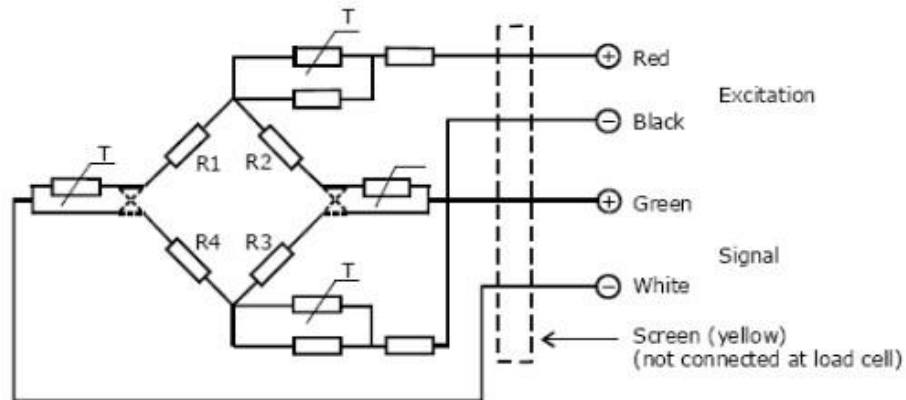 T
+ Red
Excitation
− Black
T
R1 R2
+ Green
R4 R3
Signal
T
− White
Screen (yellow)
(not connected at load cell)